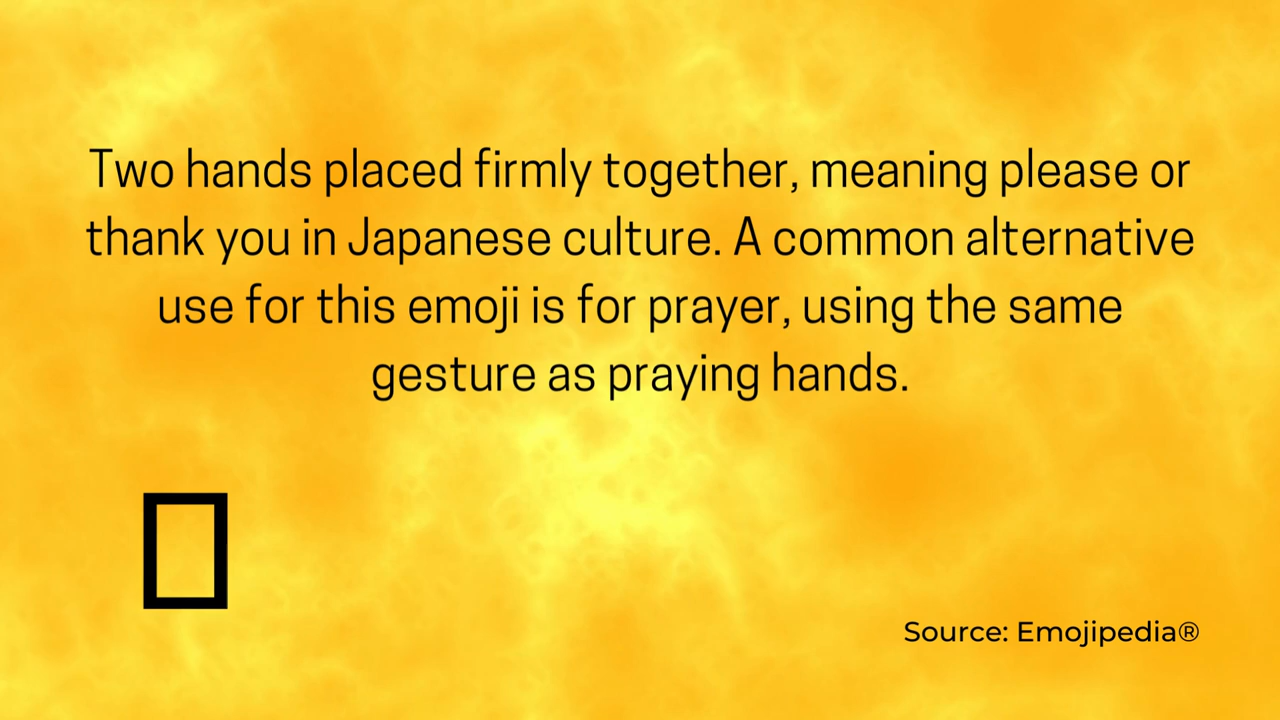 Two hands placed firmly together, meaning please or
thank you in Japanese culture. A common alternative
use for this emoji is for prayer, using the same
gesture as praying hands.
Source: Emojipedia®